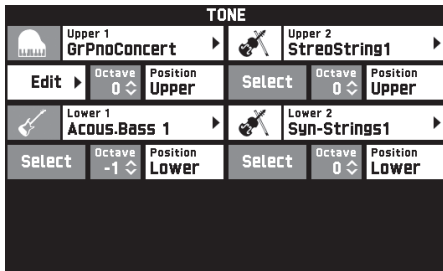 TONE
Upper 1
GrPnoConcert
Upper 2
StreoString1
Edit
Octave
0
Position
Upper
Select
Octave
0
Position
Upper
Lower 1
Acous.Bass 1
Lower 2
Syn-Strings1
Select
Octave
-1
Position
Lower
Select
Octave
0
Position
Lower